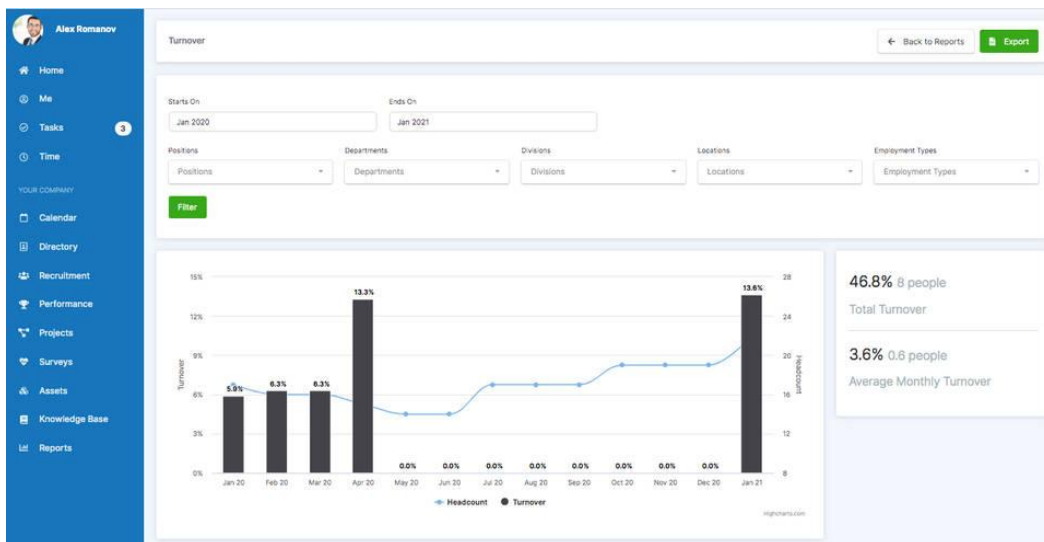 Alex Romanov
Home
Me
Tasks 3
Time
YOUR COMPANY
Calendar
Directory
Recruitment
Performance
Projects
Surveys
Assets
Knowledge Base
Reports
Turnover
← Back to Reports
Export
Starts On
Ends On
Jan 2020
Jan 2021
Positions
Departments
Divisions
Locations
Employment Types
Positions
Departments
Divisions
Locations
Employment Types
Filter
Turnover
15%
12%
9%
6%
3%
0%
5.9%
6.3%
6.3%
13.3%
0.0%
0.0%
0.0%
0.0%
0.0%
0.0%
0.0%
0.0%
13.6%
28
24
20
16
12
8
Headcount
Jan 20
Feb 20
Mar 20
Apr 20
May 20
Jun 20
Jul 20
Aug 20
Sep 20
Oct 20
Nov 20
Dec 20
Jan 21
Headcount
Turnover
Highcharts.com
46.8% 8 people
Total Turnover
3.6% 0.6 people
Average Monthly Turnover